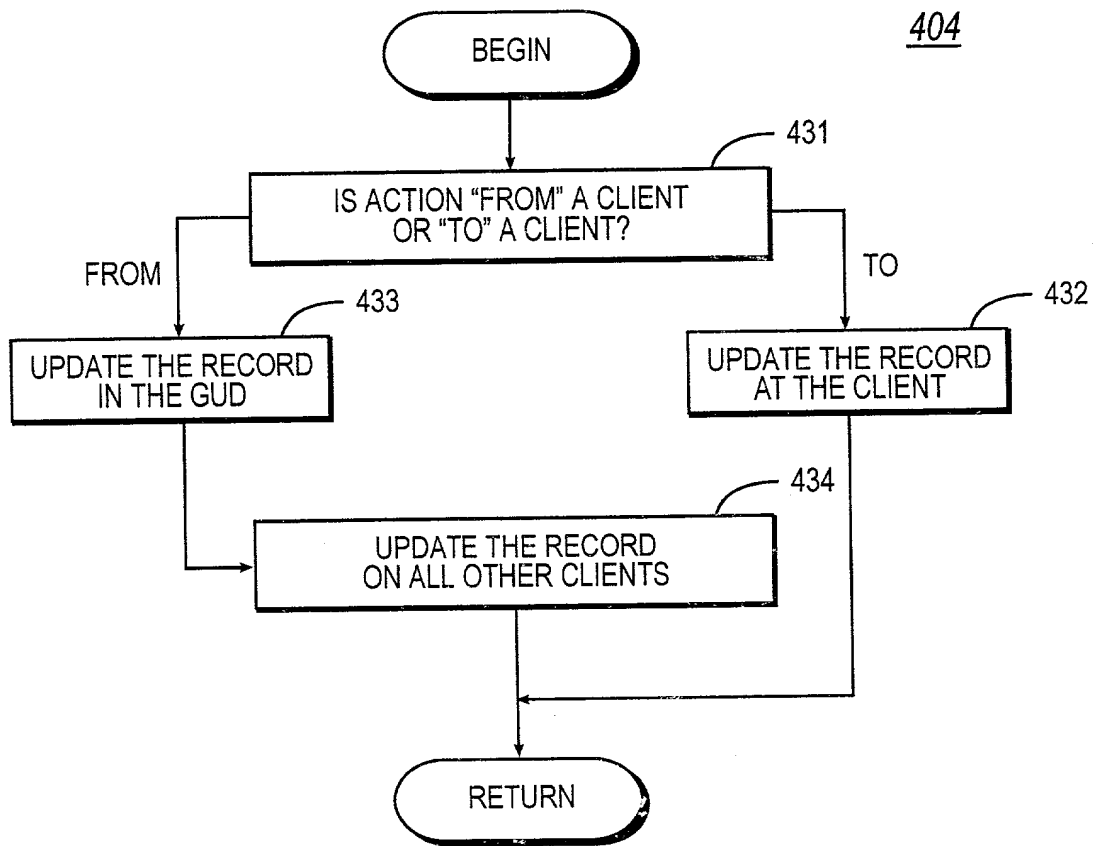 404
BEGIN
431
IS ACTION “FROM” A CLIENT
OR “TO” A CLIENT?
FROM
TO
433
432
UPDATE THE RECORD
IN THE GUD
UPDATE THE RECORD
AT THE CLIENT
434
UPDATE THE RECORD
ON ALL OTHER CLIENTS
RETURN